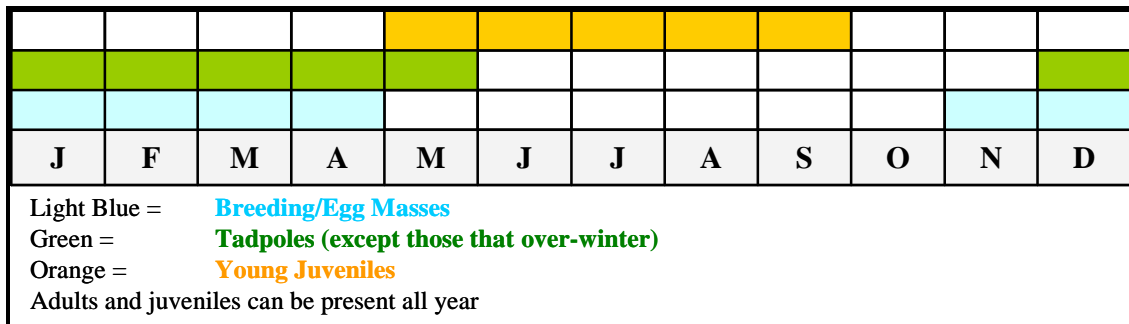 J F M A M J J A S O N D
Light Blue = Breeding/Egg Masses
Green = Tadpoles (except those that over-winter)
Orange = Young Juveniles
Adults and juveniles can be present all year